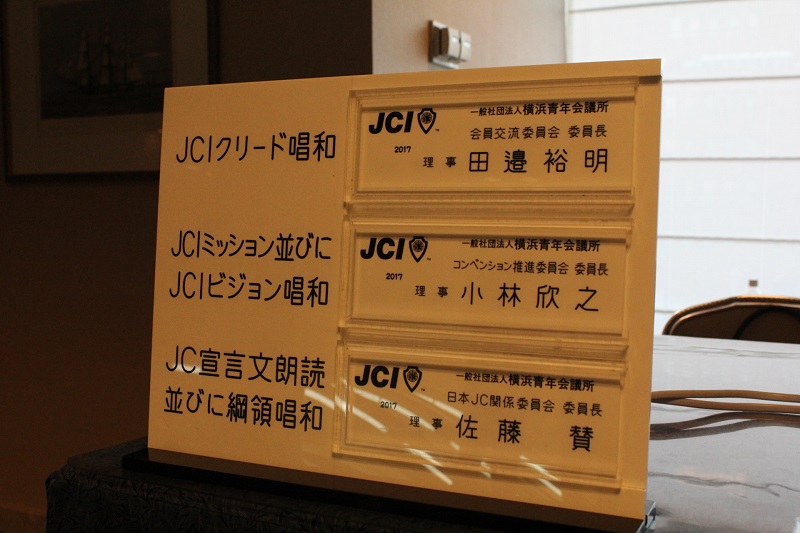 JCIクリード唱和
JCI
一般社団法人横浜青年会議所
会員交流委員会 委員長
2017
理事 田邉裕明
JCIミッション並びに
JCIビジョン唱和
JCI
一般社団法人横浜青年会議所
コンベンション推進委員会 委員長
2017
理事 小林欣之
JC宣言文朗読
並びに綱領唱和
JCI
一般社団法人横浜青年会議所
日本JC関係委員会 委員長
2017
理事 佐藤 賛